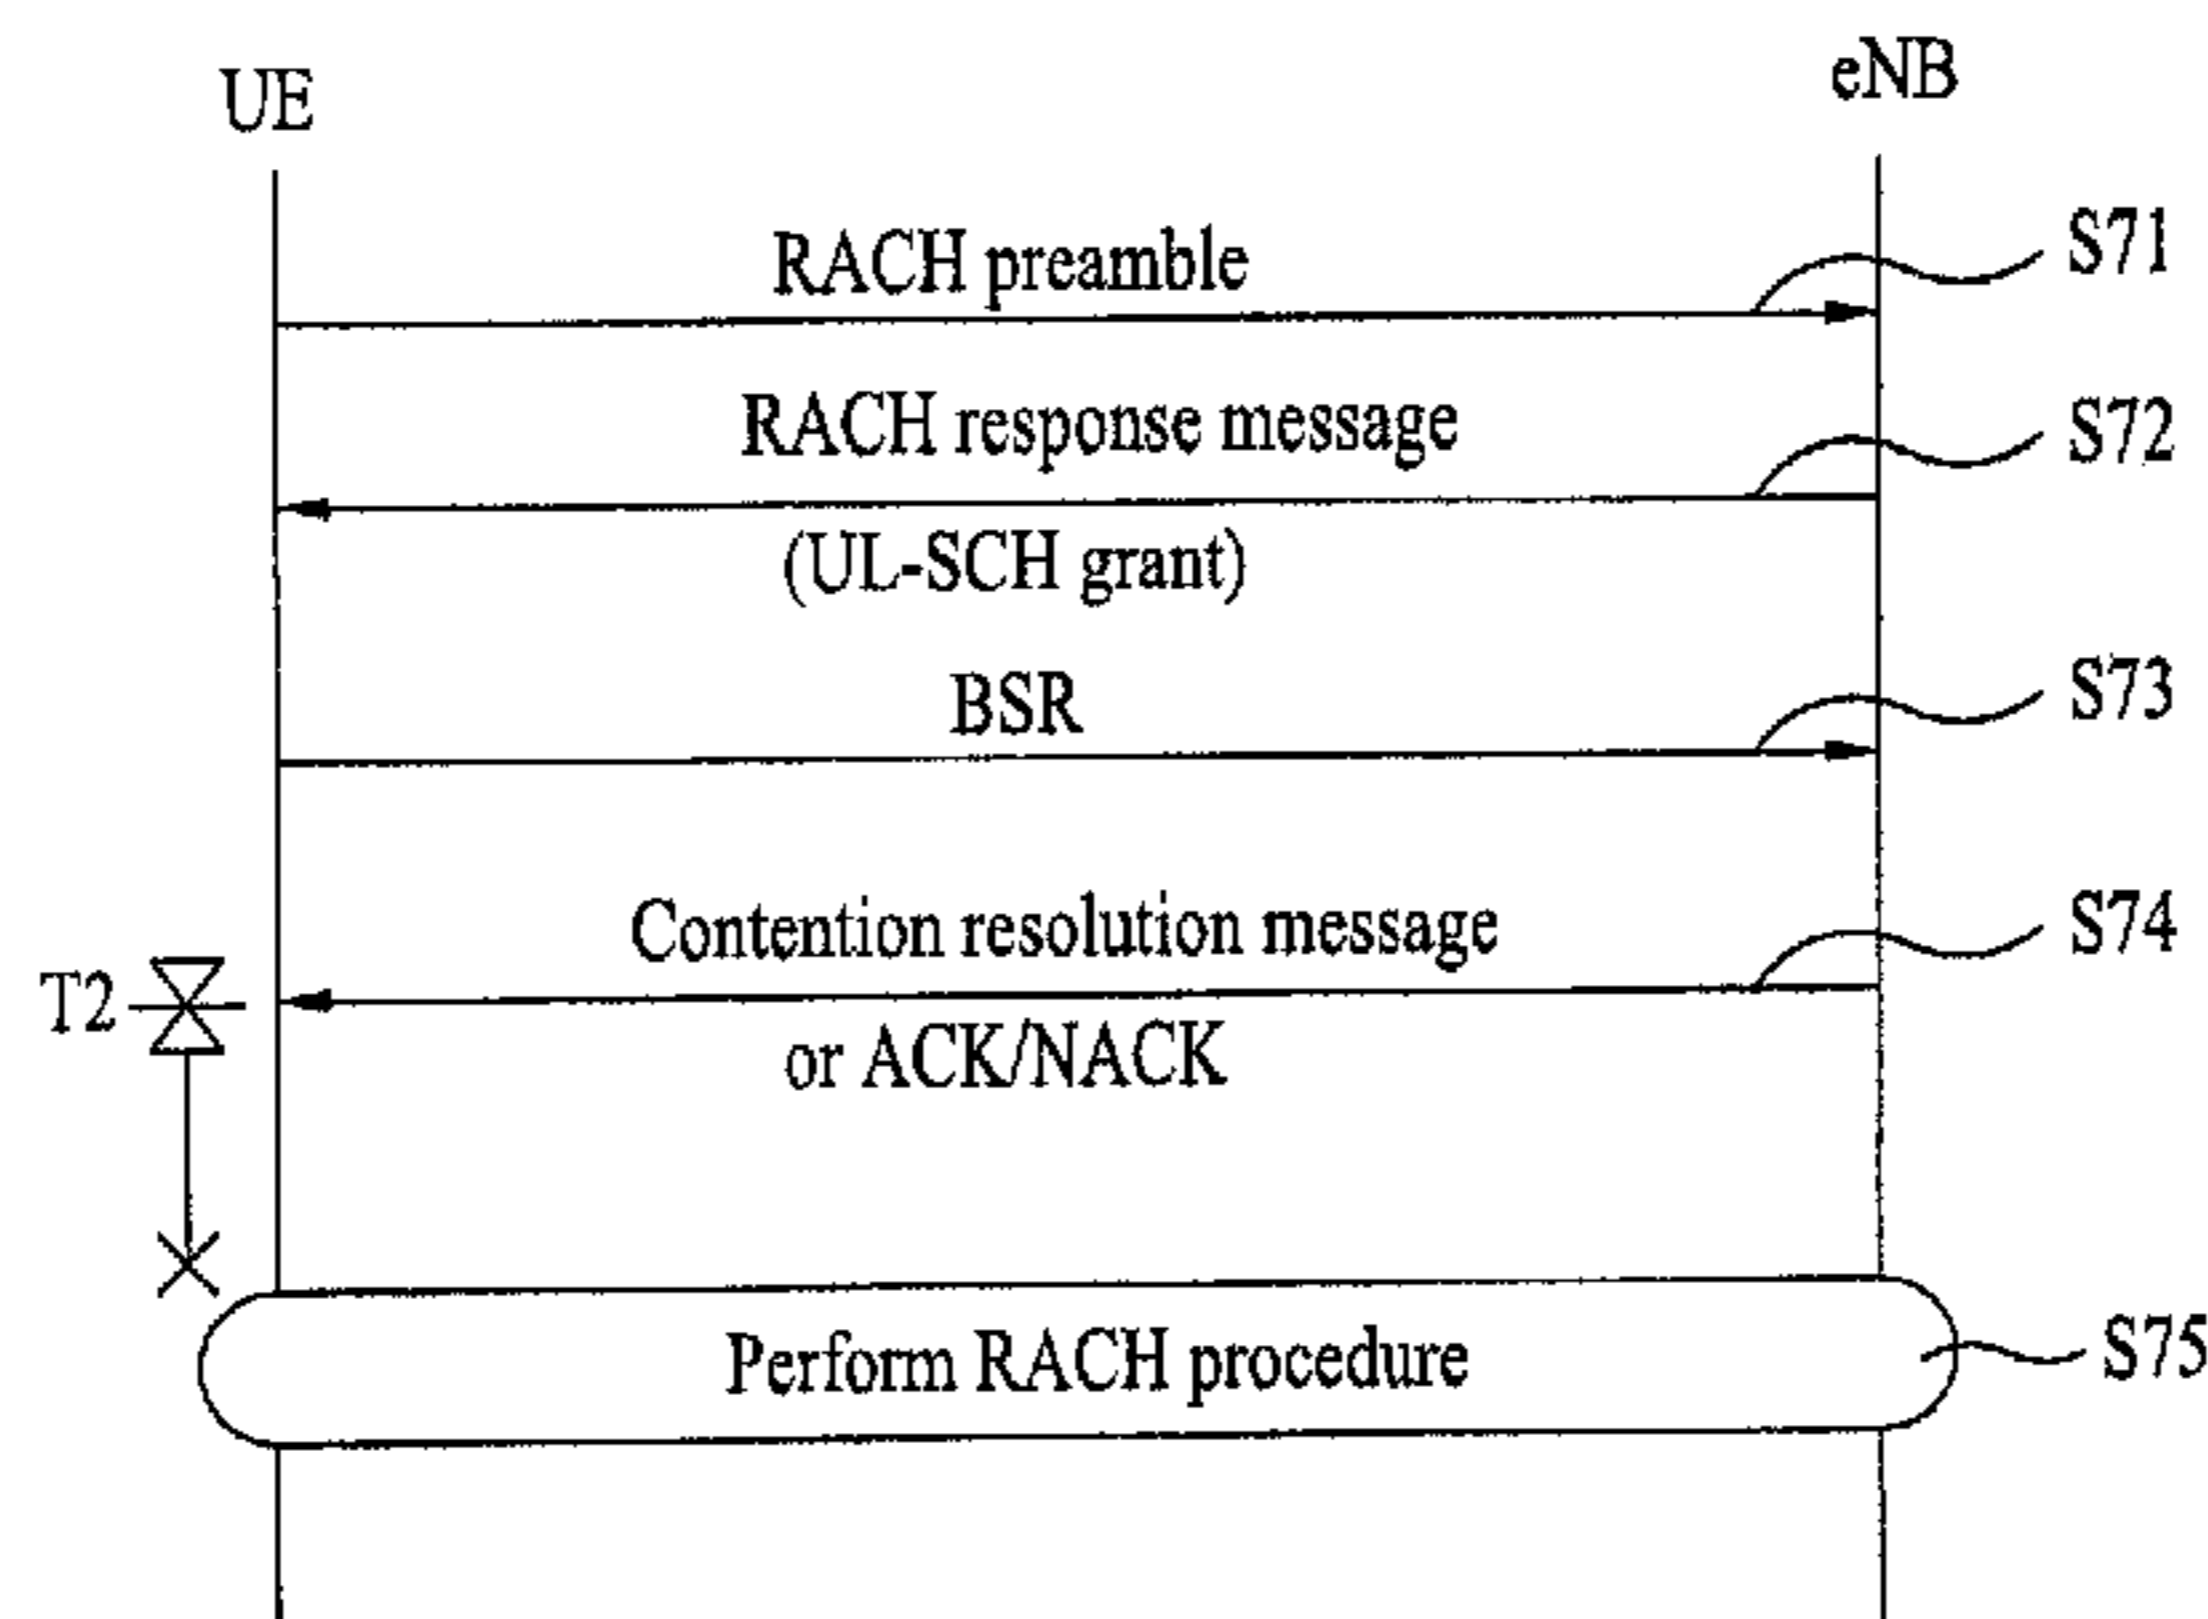 UE
eNB
RACH preamble
S71
RACH response message
S72
(UL-SCH grant)
BSR
S73
Contention resolution message
S74
T2
or ACK/NACK
Perform RACH procedure
S75